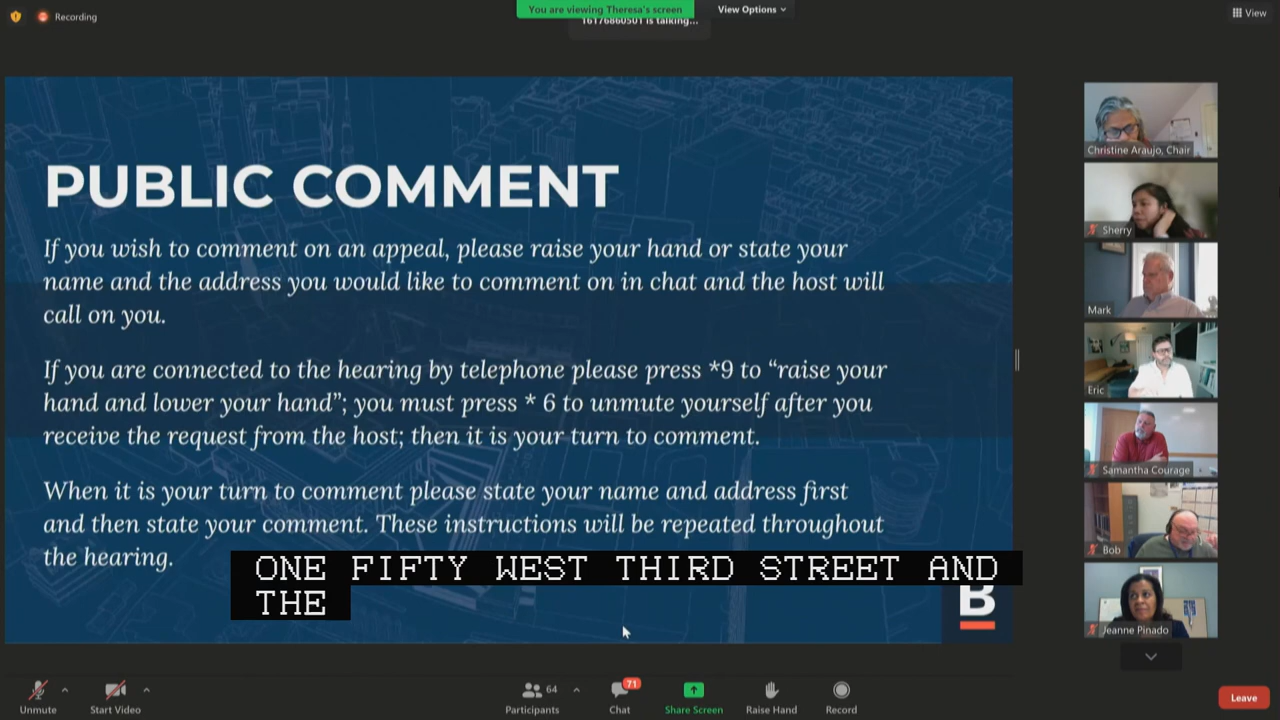 Recording
You are viewing Theresa's screen
View Options
16176860501 is talking...
View
PUBLIC COMMENT
If you wish to comment on an appeal, please raise your hand or state your
name and the address you would like to comment on in chat and the host will
call on you.
If you are connected to the hearing by telephone please press *9 to “raise your
hand and lower your hand”; you must press * 6 to unmute yourself after you
receive the request from the host; then it is your turn to comment.
When it is your turn to comment please state your name and address first
and then state your comment. These instructions will be repeated throughout
the hearing.
ONE FIFTY WEST THIRD STREET AND
THE
B
Christine Araujo, Chair
Sherry
Mark
Eric
Samantha Courage
Bob
Jeanne Pinado
Unmute
Start Video
64
Participants
71
Chat
Share Screen
Raise Hand
Record
Leave